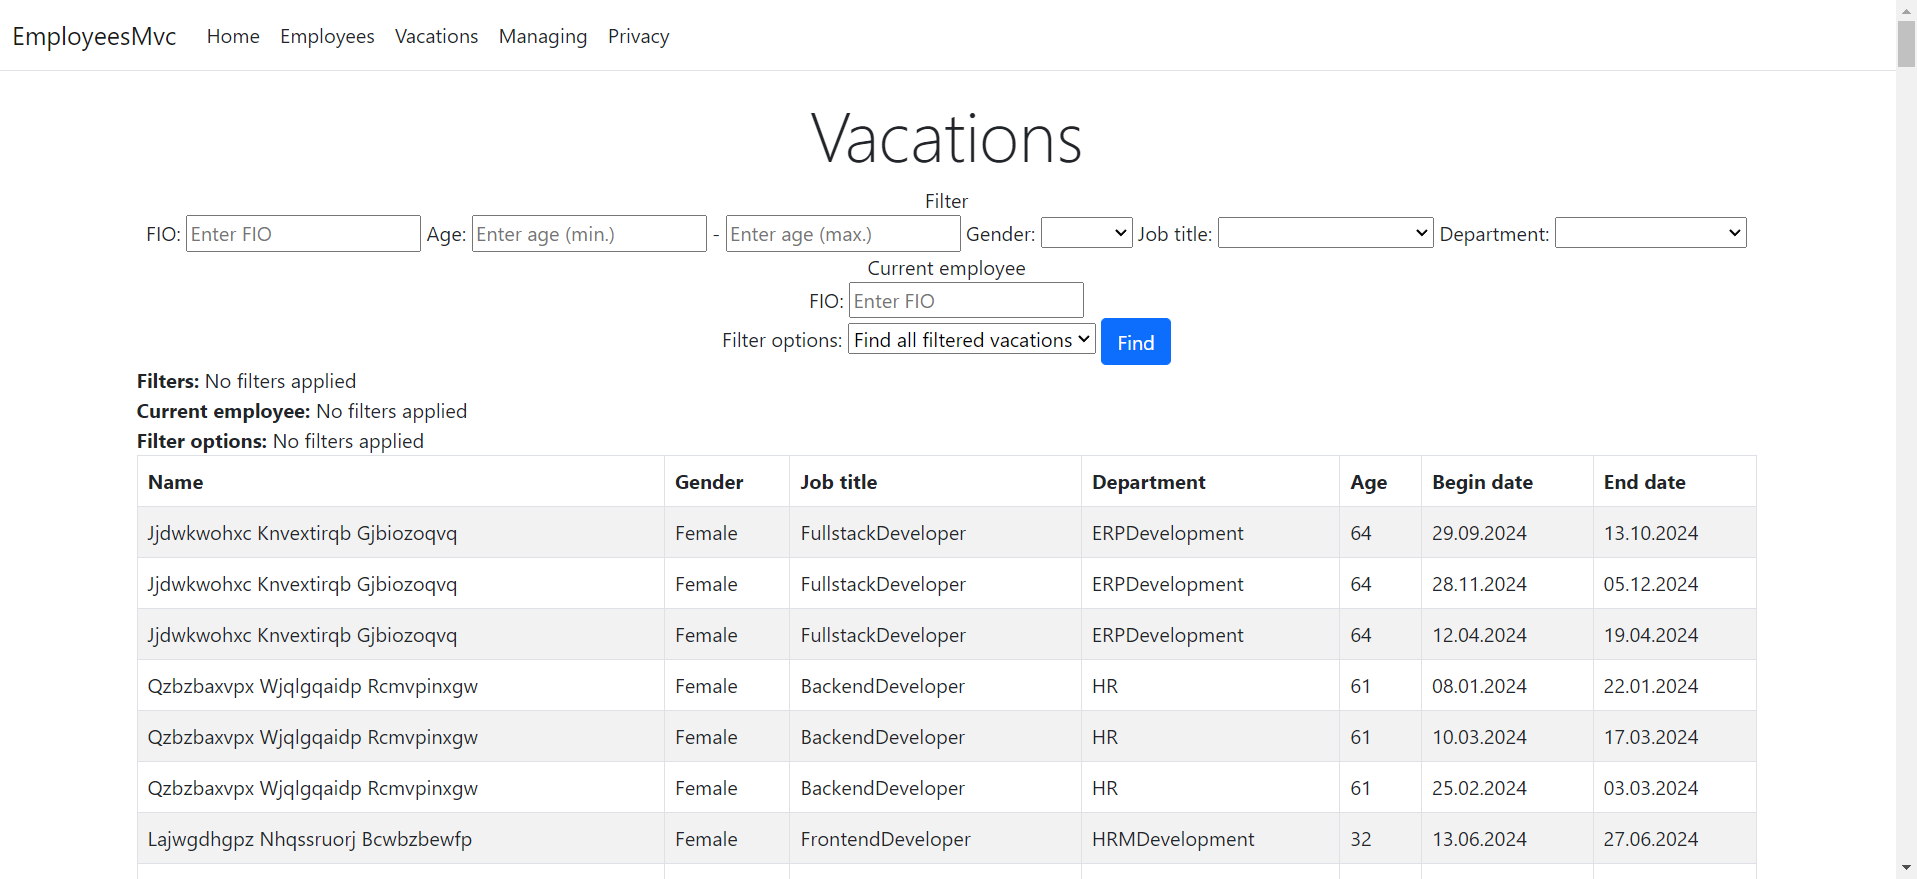 EmployeesMvc Home Employees Vacations Managing Privacy
Vacations
Filter
FIO: Enter FIO Age: Enter age (min.) - Enter age (max.) Gender: Job title: Department:
Current employee
FIO: Enter FIO
Filter options: Find all filtered vacations Find
Filters: No filters applied
Current employee: No filters applied
Filter options: No filters applied
Name Gender Job title Department Age Begin date End date
Jjdwkwohxc Knvextirqb Gjbiozoqvq Female FullstackDeveloper ERPDevelopment 64 29.09.2024 13.10.2024
Jjdwkwohxc Knvextirqb Gjbiozoqvq Female FullstackDeveloper ERPDevelopment 64 28.11.2024 05.12.2024
Jjdwkwohxc Knvextirqb Gjbiozoqvq Female FullstackDeveloper ERPDevelopment 64 12.04.2024 19.04.2024
Qzbzbaxvpx Wjqlgqaidp Rcmvpinxgw Female BackendDeveloper HR 61 08.01.2024 22.01.2024
Qzbzbaxvpx Wjqlgqaidp Rcmvpinxgw Female BackendDeveloper HR 61 10.03.2024 17.03.2024
Qzbzbaxvpx Wjqlgqaidp Rcmvpinxgw Female BackendDeveloper HR 61 25.02.2024 03.03.2024
Lajwgdhgpz Nhqssruorj Bcwbzbewfp Female FrontendDeveloper HRMDevelopment 32 13.06.2024 27.06.2024